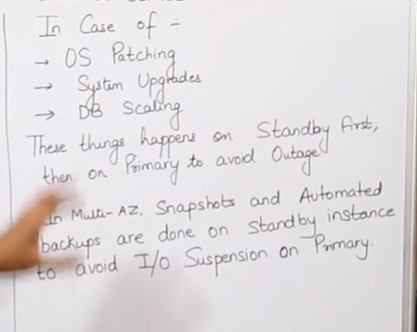 In Case of :-
→ OS Patching
→ System Upgrades
→ DB Scaling
These things happens on Standby first,
then on Primary to avoid Outage
In Multi-AZ, Snapshots and Automated
backups are done on standby instance
to avoid I/O Suspension on Primary.